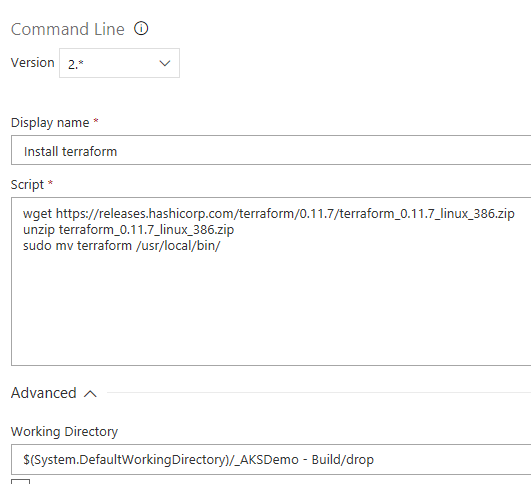 Command Line
Version 2.*
Display name *
Install terraform
Script *
wget https://releases.hashicorp.com/terraform/0.11.7/terraform_0.11.7_linux_386.zip
unzip terraform_0.11.7_linux_386.zip
sudo mv terraform /usr/local/bin/
Advanced
Working Directory
$(System.DefaultWorkingDirectory)/_AKSDemo - Build/drop